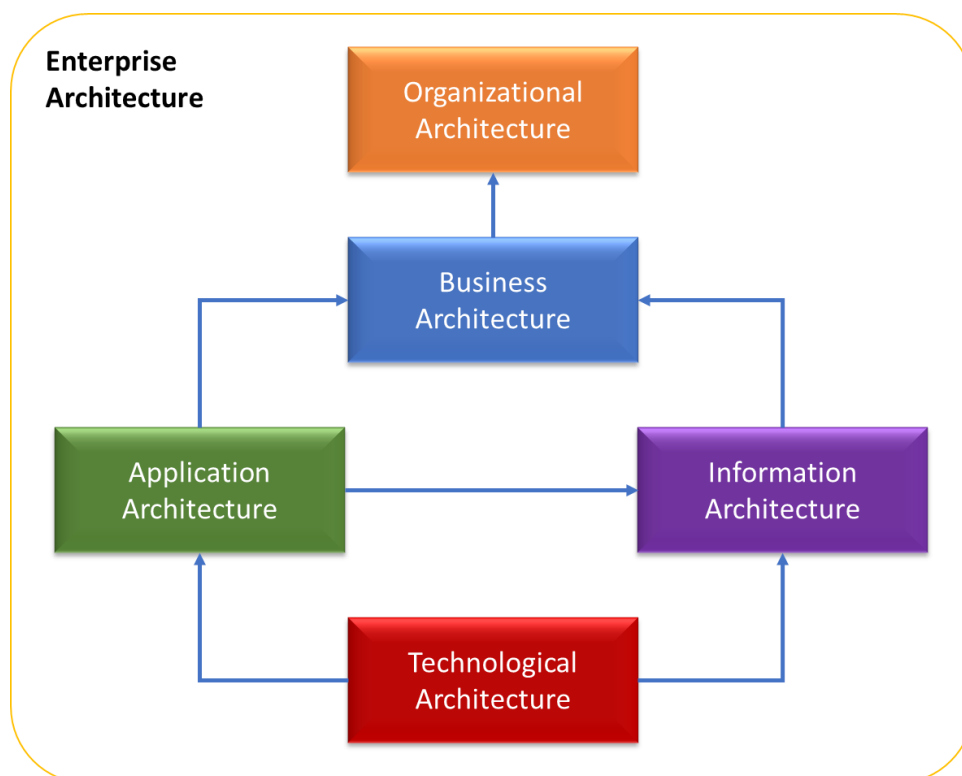 Enterprise
Architecture
Organizational
Architecture
Business
Architecture
Application
Architecture
Information
Architecture
Technological
Architecture